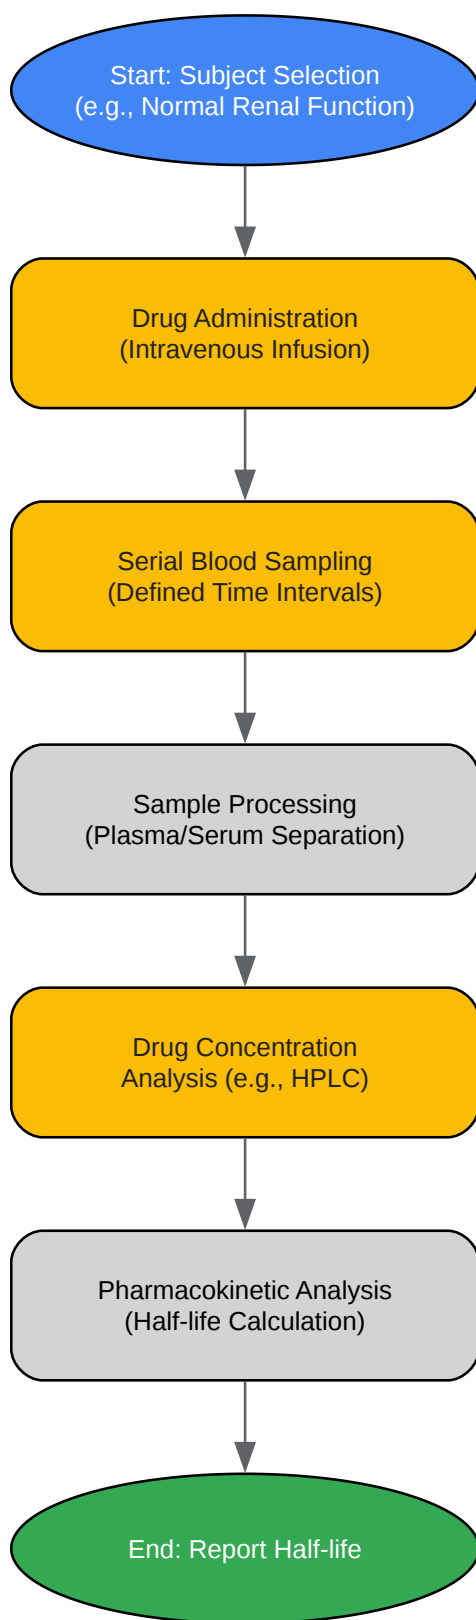 Start: Subject Selection
(e.g., Normal Renal Function)
Drug Administration
(Intravenous Infusion)
Serial Blood Sampling
(Defined Time Intervals)
Sample Processing
(Plasma/Serum Separation)
Drug Concentration
Analysis (e.g., HPLC)
Pharmacokinetic Analysis
(Half-life Calculation)
End: Report Half-life